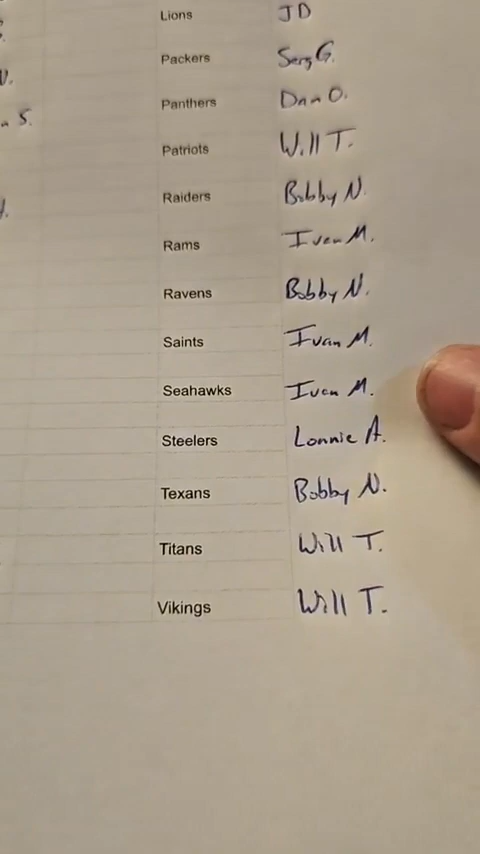 Lions JD
Packers Serg G.
Panthers Dan O.
S.
Patriots Will T.
Raiders Bobby N.
Rams Ivan M.
Ravens Bobby N.
Saints Ivan M.
Seahawks Ivan M.
Steelers Lonnie A.
Texans Bobby N.
Titans Will T.
Vikings Will T.